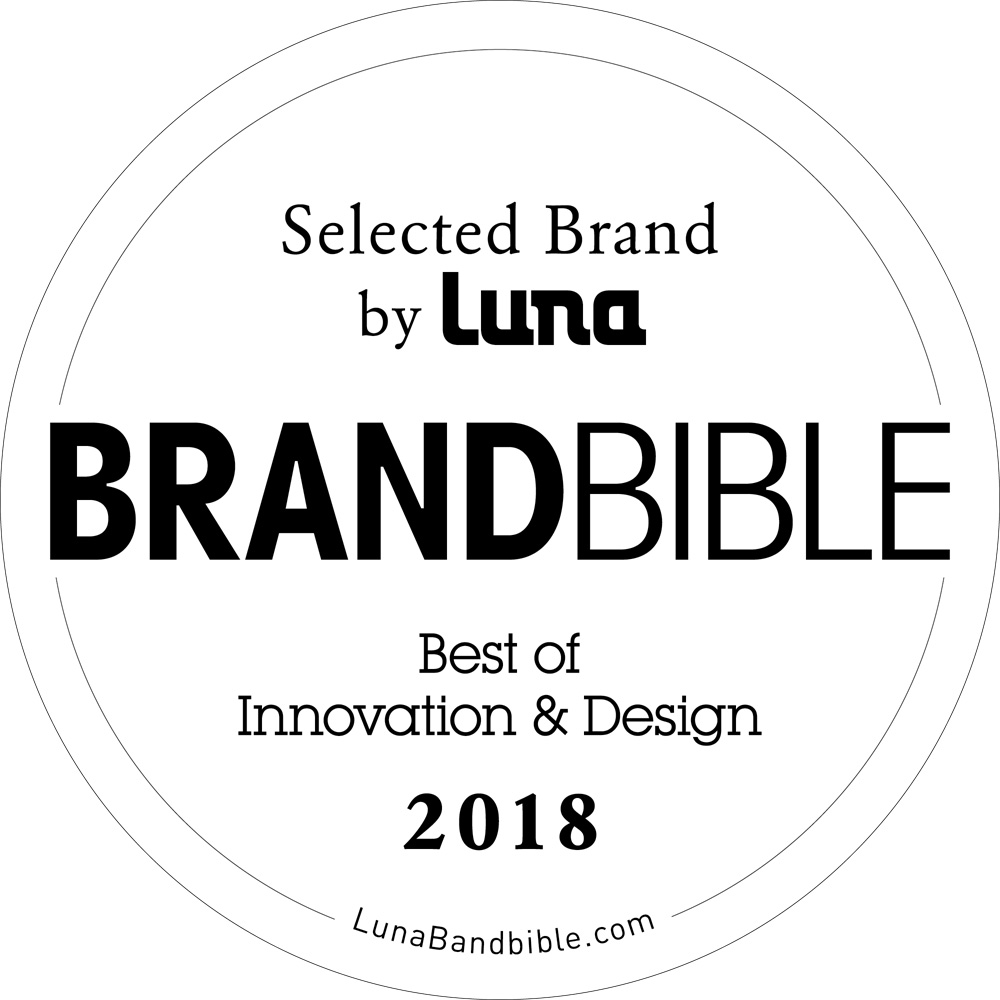 Selected Brand
by Luna
BRANDBIBLE
Best of
Innovation & Design
2018
LunaBandbible.com